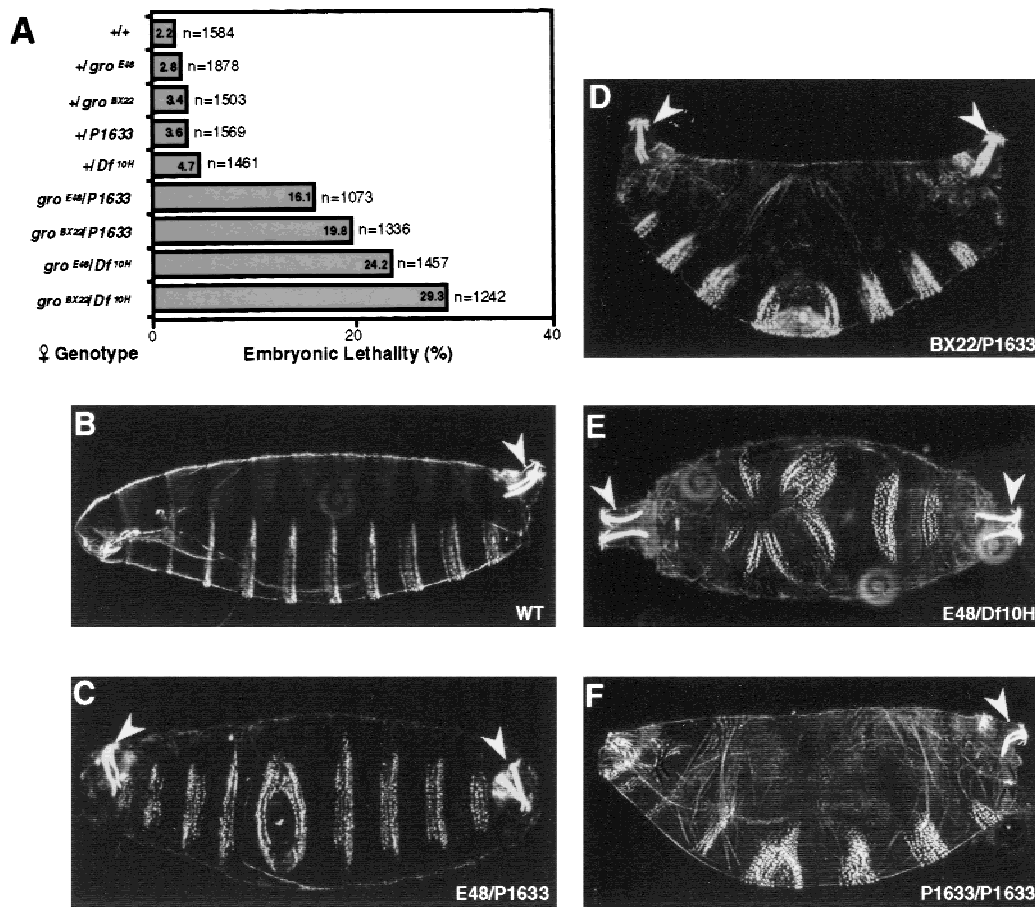 A
+/+ 2.2 n=1584
+/gro E48 2.8 n=1878
+/gro BX22 3.4 n=1503
+/P1633 3.6 n=1569
+/Df 10H 4.7 n=1461
gro E48/P1633 16.1 n=1073
gro BX22/P1633 19.8 n=1336
gro E48/Df 10H 24.2 n=1457
gro BX22/Df 10H 29.3 n=1242
0 20 40
♀ Genotype Embryonic Lethality (%)
B
WT
C
E48/P1633
D
BX22/P1633
E
E48/Df10H
F
P1633/P1633